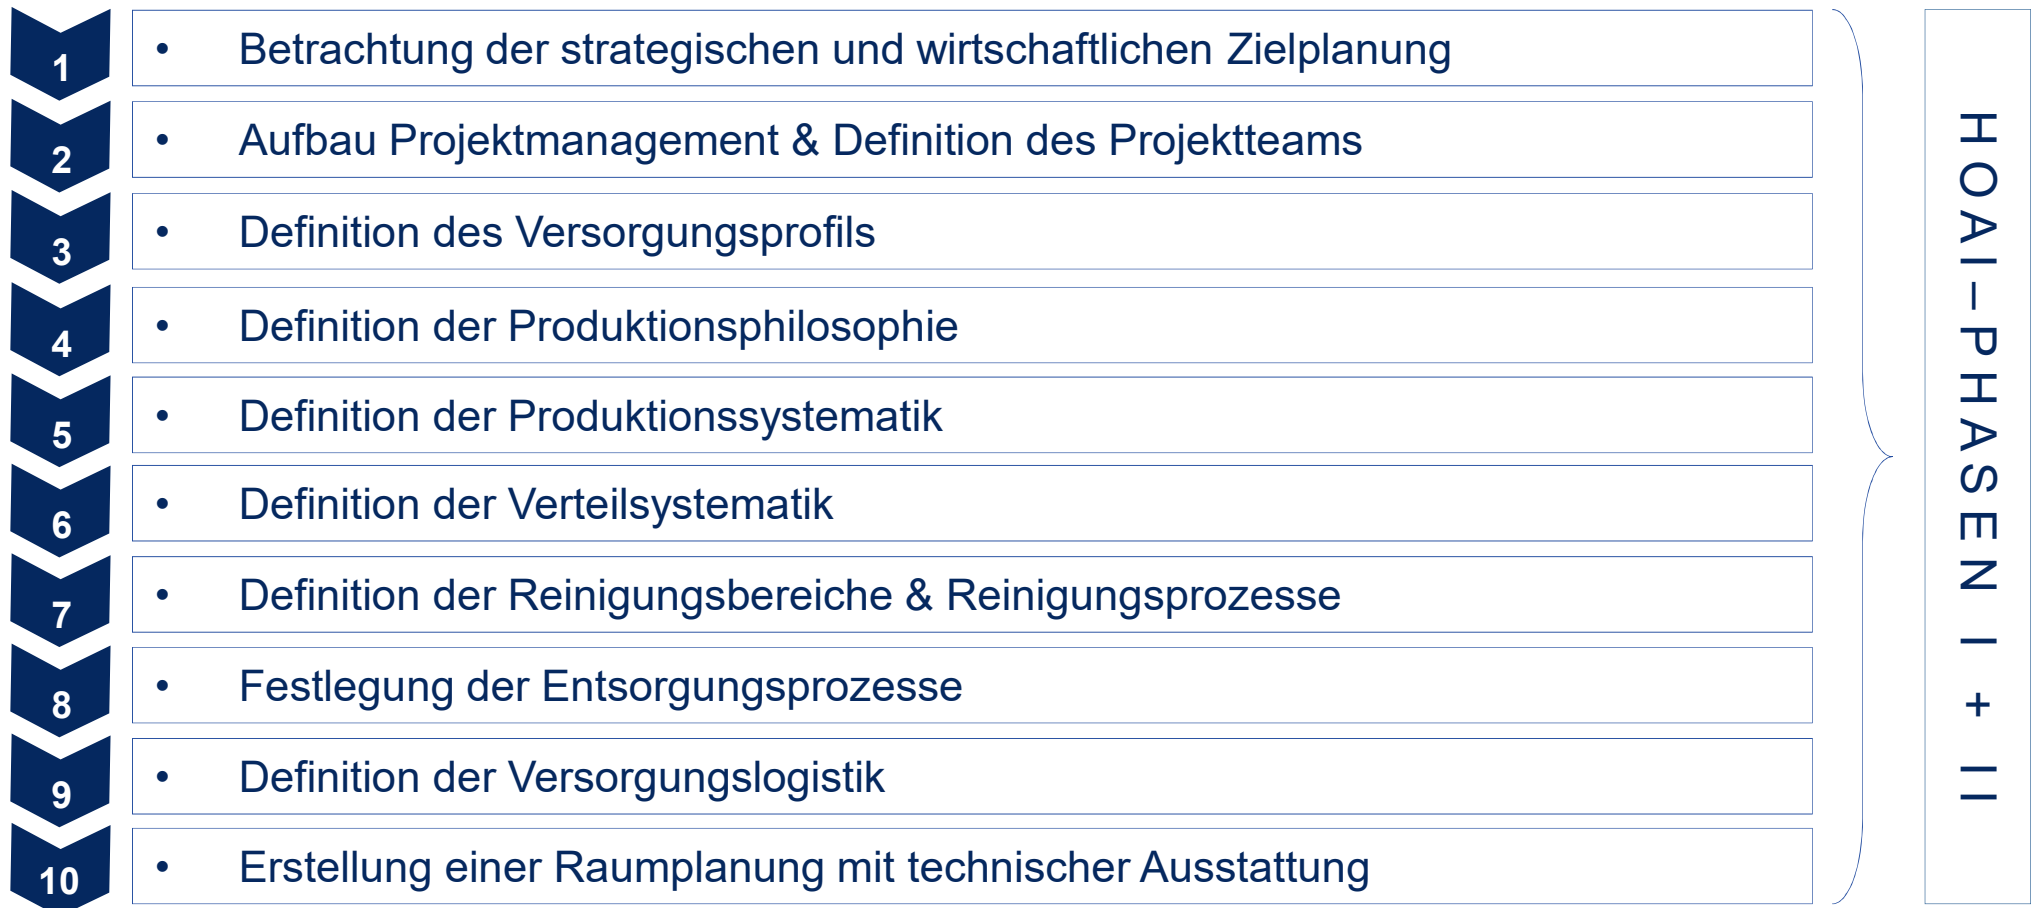 1
• Betrachtung der strategischen und wirtschaftlichen Zielplanung
2
• Aufbau Projektmanagement & Definition des Projektteams
3
• Definition des Versorgungsprofils
4
• Definition der Produktionsphilosophie
5
• Definition der Produktionssystematik
6
• Definition der Verteilsystematik
7
• Definition der Reinigungsbereiche & Reinigungsprozesse
8
• Festlegung der Entsorgungsprozesse
9
• Definition der Versorgungslogistik
10
• Erstellung einer Raumplanung mit technischer Ausstattung
HOAI–PHASEN I + II